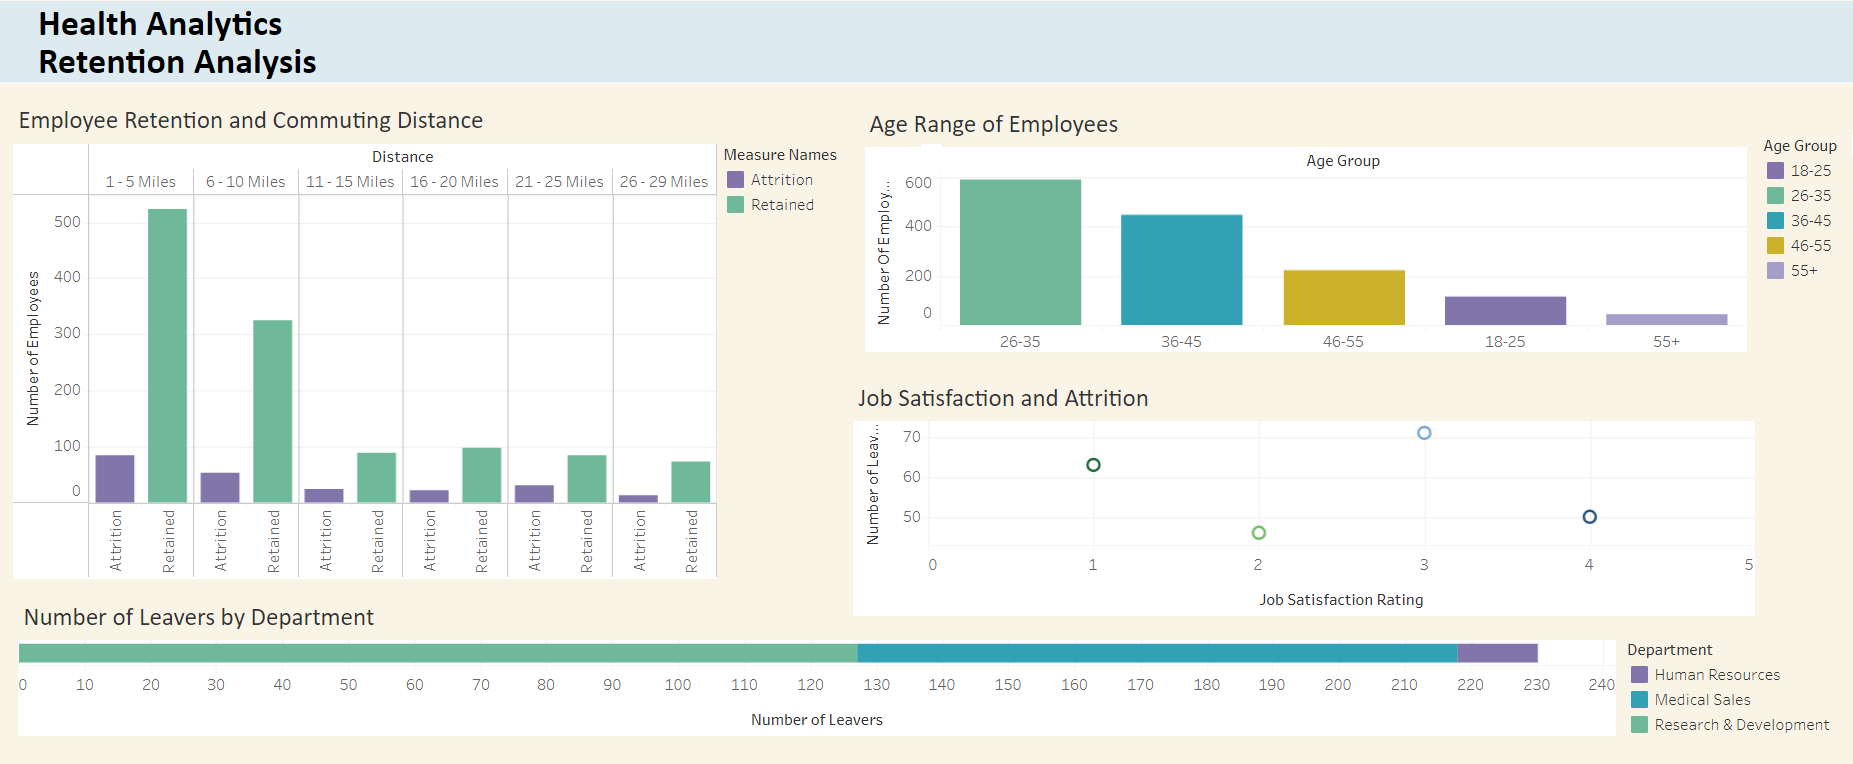 Health Analytics
Retention Analysis
Employee Retention and Commuting Distance
Distance
1 - 5 Miles 6 - 10 Miles 11 - 15 Miles 16 - 20 Miles 21 - 25 Miles 26 - 29 Miles
Number of Employees
500
400
300
200
100
0
Attrition Retained Attrition Retained Attrition Retained Attrition Retained Attrition Retained Attrition Retained
Measure Names
Attrition
Retained
Age Range of Employees
Age Group
Number Of Employ...
600
400
200
0
26-35 36-45 46-55 18-25 55+
Age Group
18-25
26-35
36-45
46-55
55+
Job Satisfaction and Attrition
Number of Leav...
70
60
50
0 1 2 3 4 5
Job Satisfaction Rating
Number of Leavers by Department
0 10 20 30 40 50 60 70 80 90 100 110 120 130 140 150 160 170 180 190 200 210 220 230 240
Number of Leavers
Department
Human Resources
Medical Sales
Research & Development